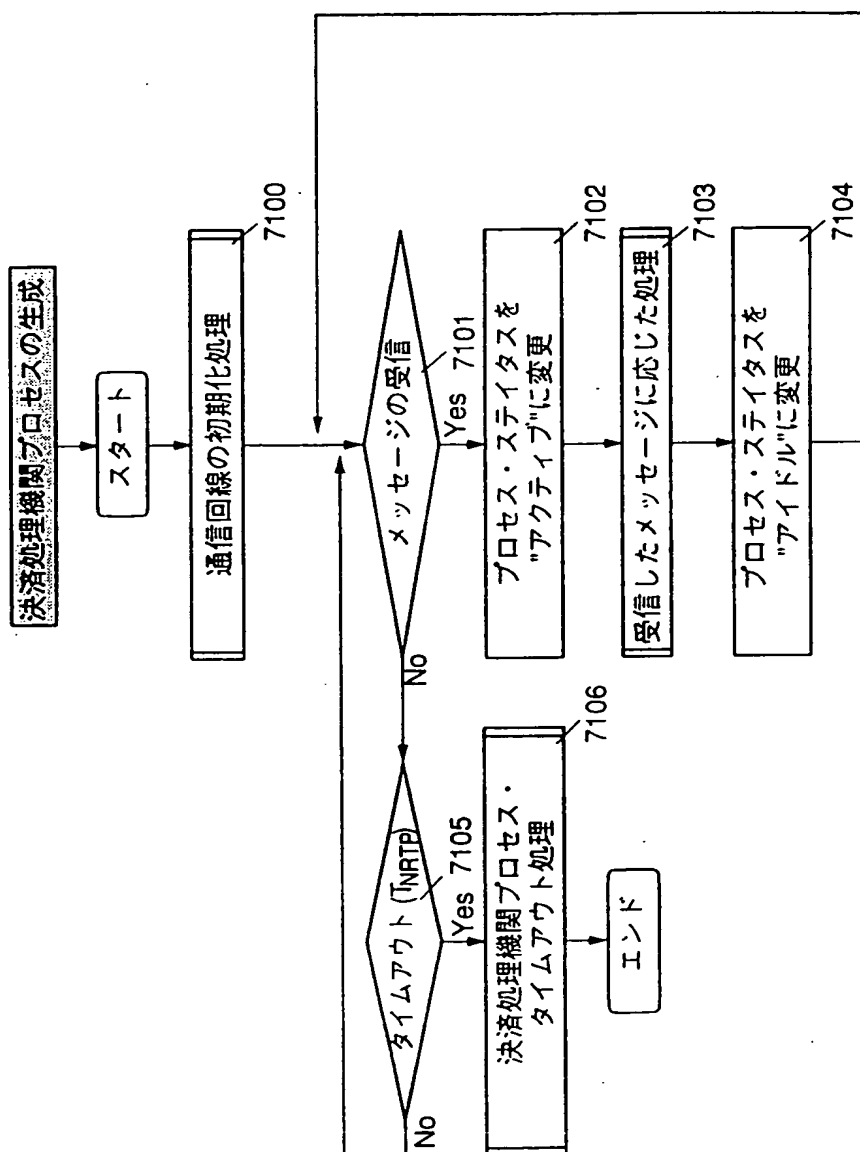 決済処理機関プロセスの生成
スタート
通信回線の初期化処理
7100
メッセージの受信
7101
Yes
No
プロセス・ステイタスを
"アクティブ"に変更
7102
受信したメッセージに応じた処理
7103
プロセス・ステイタスを
"アイドル"に変更
7104
タイムアウト(TNRTP)
7105
Yes
No
決済処理機関プロセス・
タイムアウト処理
7106
エンド